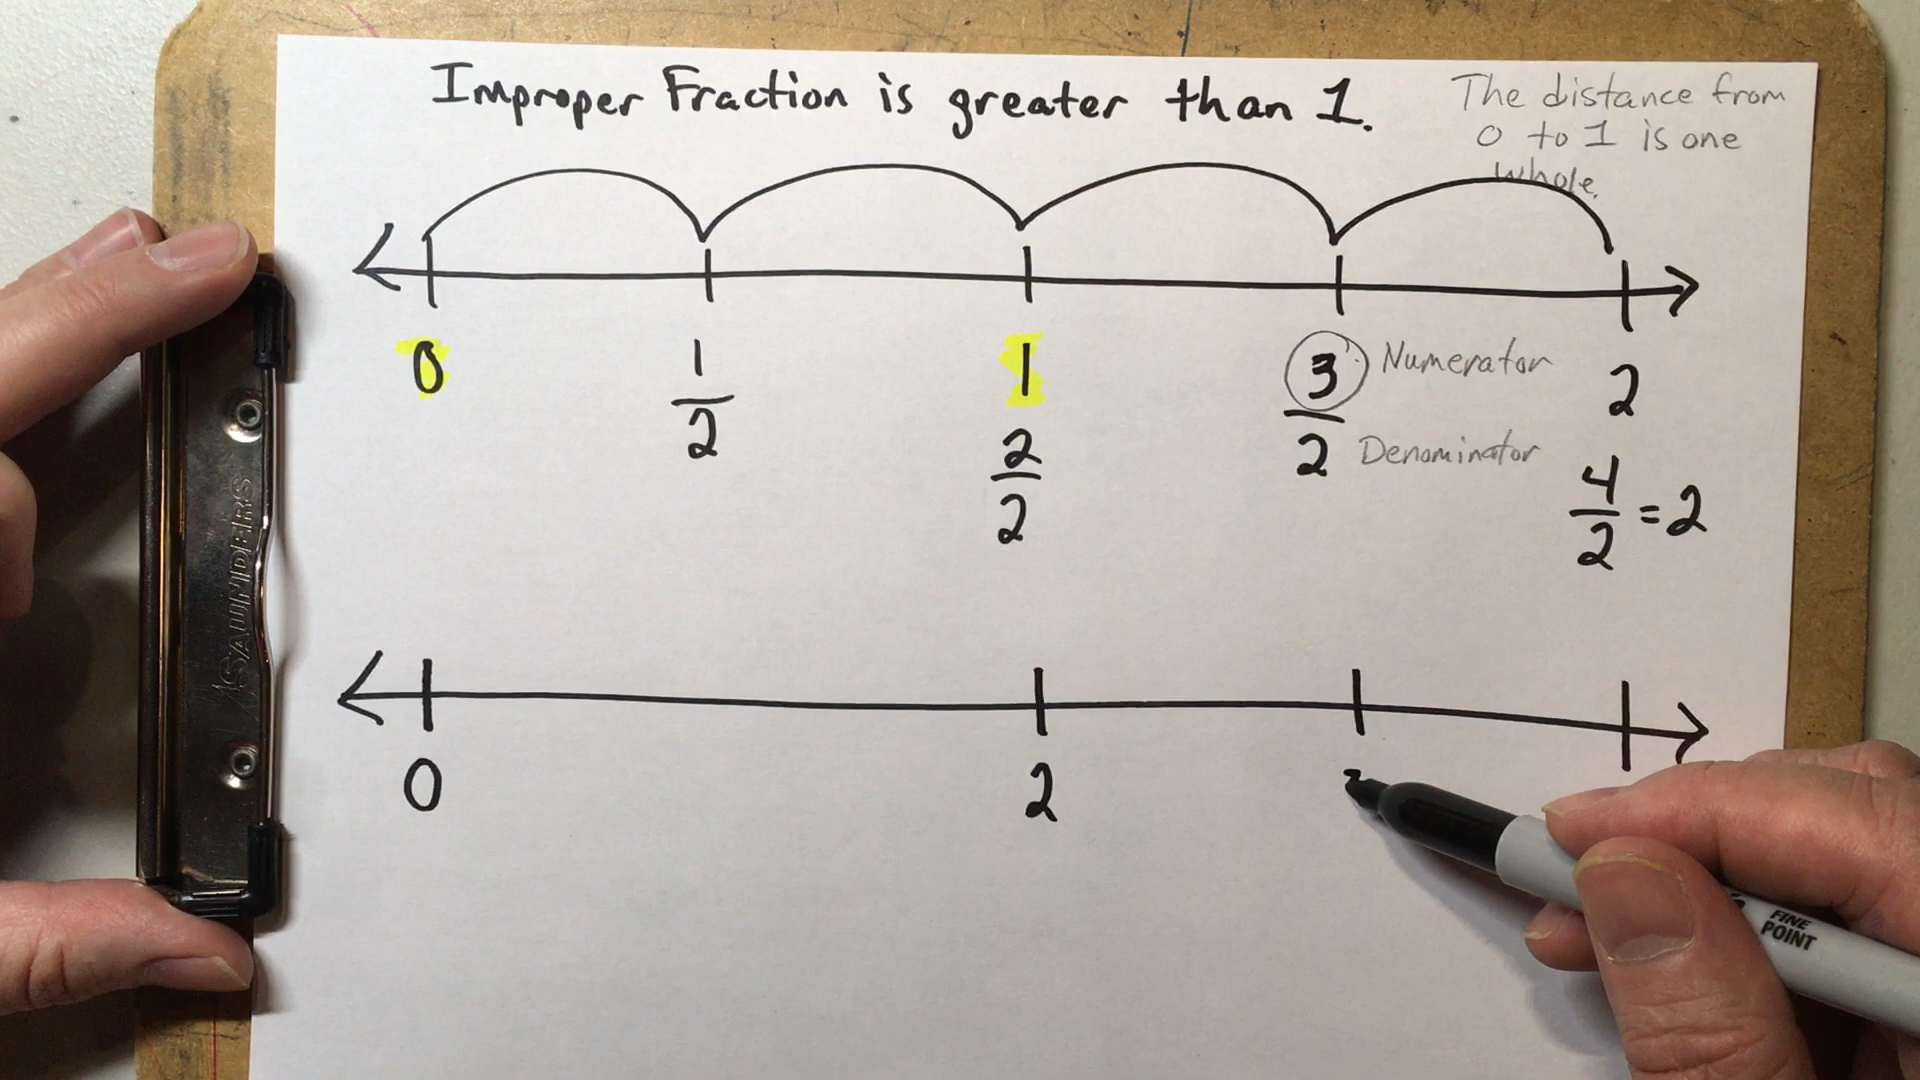 Improper Fraction is greater than 1.
The distance from
0 to 1 is one
whole.
0
1
2
1
2
2
3 Numerator
2 Denominator
2
4
2 = 2
0
2
SAUNDERS
FINE
POINT